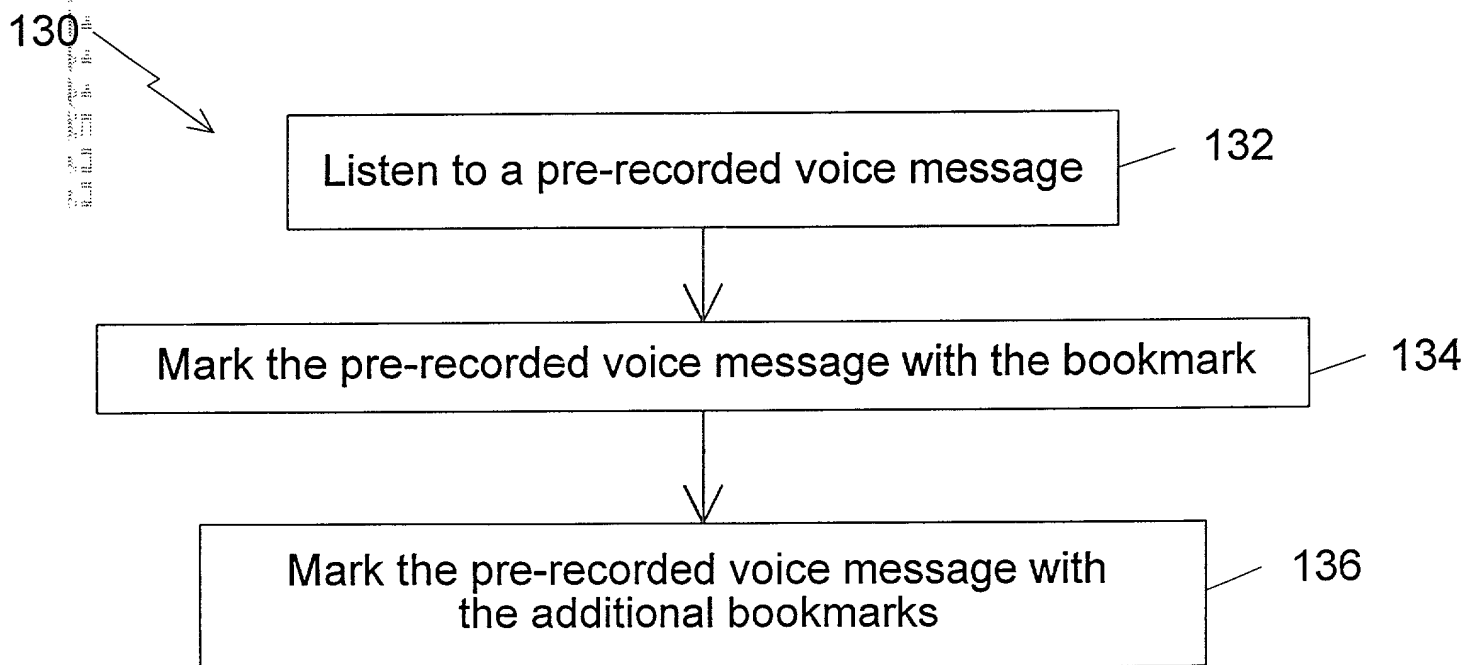 130
Listen to a pre-recorded voice message
132
Mark the pre-recorded voice message with the bookmark
134
Mark the pre-recorded voice message with
the additional bookmarks
136